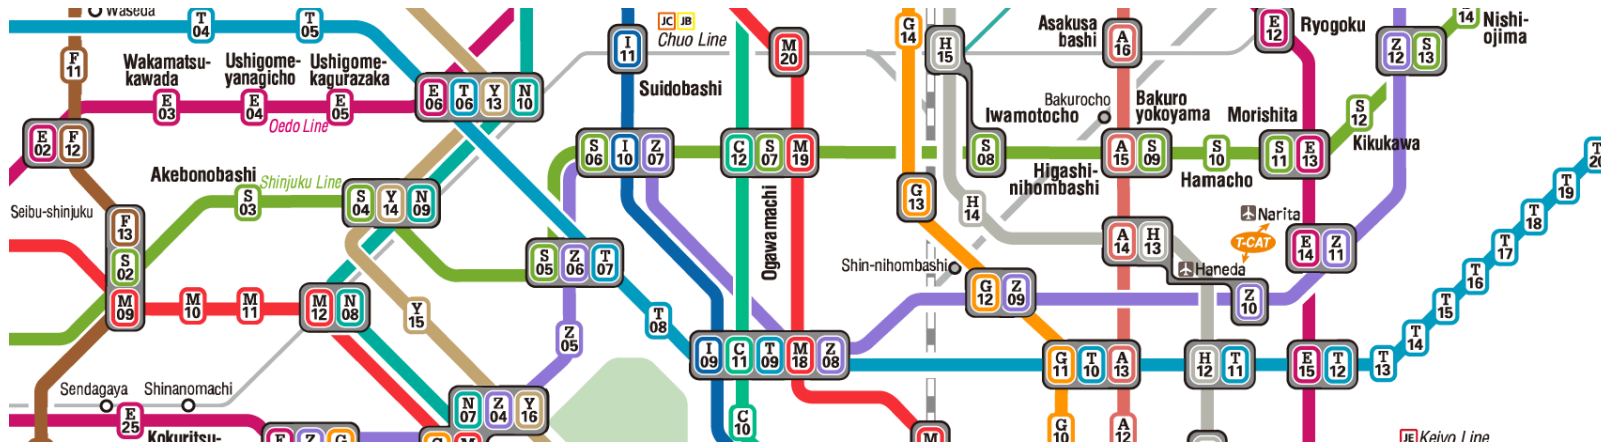 Waseda
T
04
T
05
F
11
Wakamatsu-
kawada
Ushigome-
yanagicho
Ushigome-
kagurazaka
E
03
E
04
E
05
Oedo Line
E
06
T
06
Y
13
N
10
E
02
F
12
Akebonobashi
Shinjuku Line
S
03
S
04
Y
14
N
09
Seibu-shinjuku
F
13
S
02
M
09
M
10
M
11
M
12
N
08
Y
15
Sendagaya
Shinanomachi
E
25
Kokuritsu-
N
07
Z
04
Y
16
I
11
JC
JB
Chuo Line
Suidobashi
S
06
I
10
Z
07
S
05
Z
06
T
07
Z
05
T
08
M
20
C
12
S
07
M
19
Ogawamachi
I
09
C
11
T
09
M
18
Z
08
C
10
G
14
H
15
G
13
H
14
Iwamotocho
S
08
Shin-nihombashi
G
12
Z
09
G
11
T
10
A
13
G
10
A
12
Asakusa
bashi
A
16
Bakurocho
Bakuro
yokoyama
A
15
S
09
Higashi-
nihombashi
S
10
Hamacho
A
14
H
13
Narita
T-CAT
Haneda
Z
10
H
12
T
11
E
12
Ryogoku
Morishita
S
11
E
13
S
12
Kikukawa
Z
12
S
13
14
Nishi-
ojima
E
14
Z
11
E
15
T
12
T
13
T
14
T
15
T
16
T
17
T
18
T
19
T
20
JE
Keiyo Line